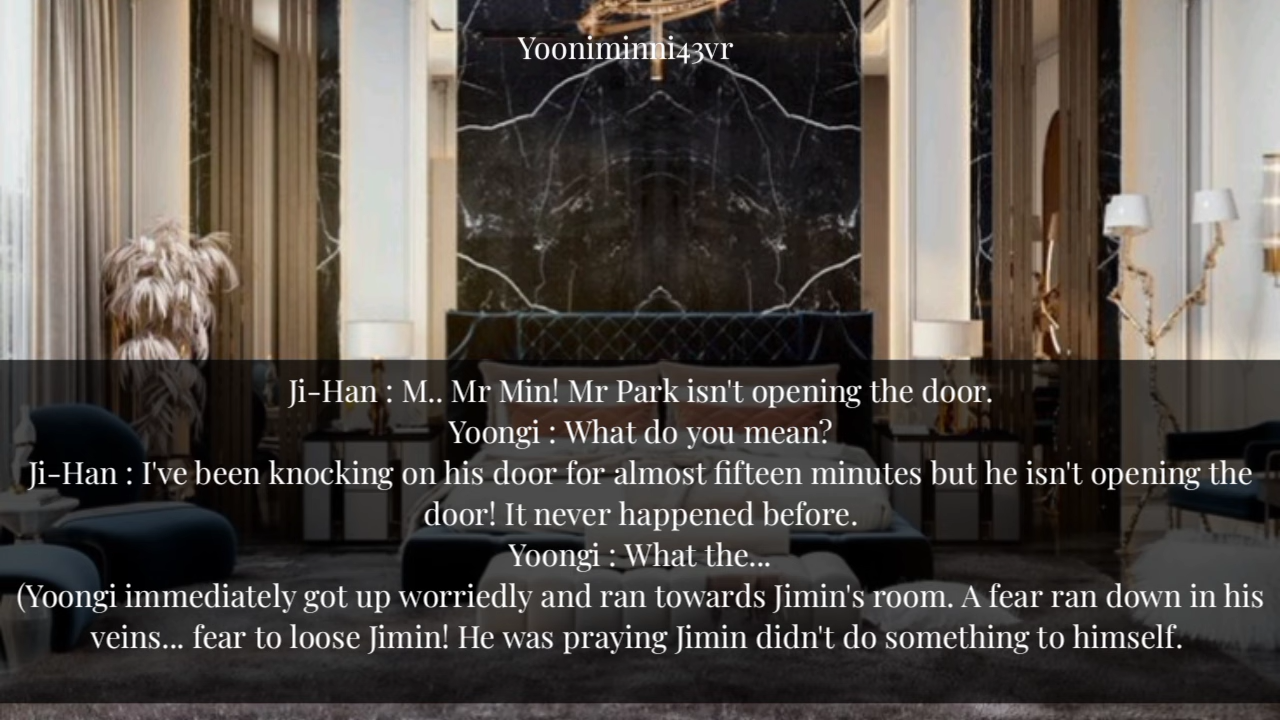 Yooniminni43vr
Ji-Han : M.. Mr Min! Mr Park isn't opening the door.
Yoongi : What do you mean?
Ji-Han : I've been knocking on his door for almost fifteen minutes but he isn't opening the
door! It never happened before.
Yoongi : What the...
(Yoongi immediately got up worriedly and ran towards Jimin's room. A fear ran down in his
veins... fear to loose Jimin! He was praying Jimin didn't do something to himself.